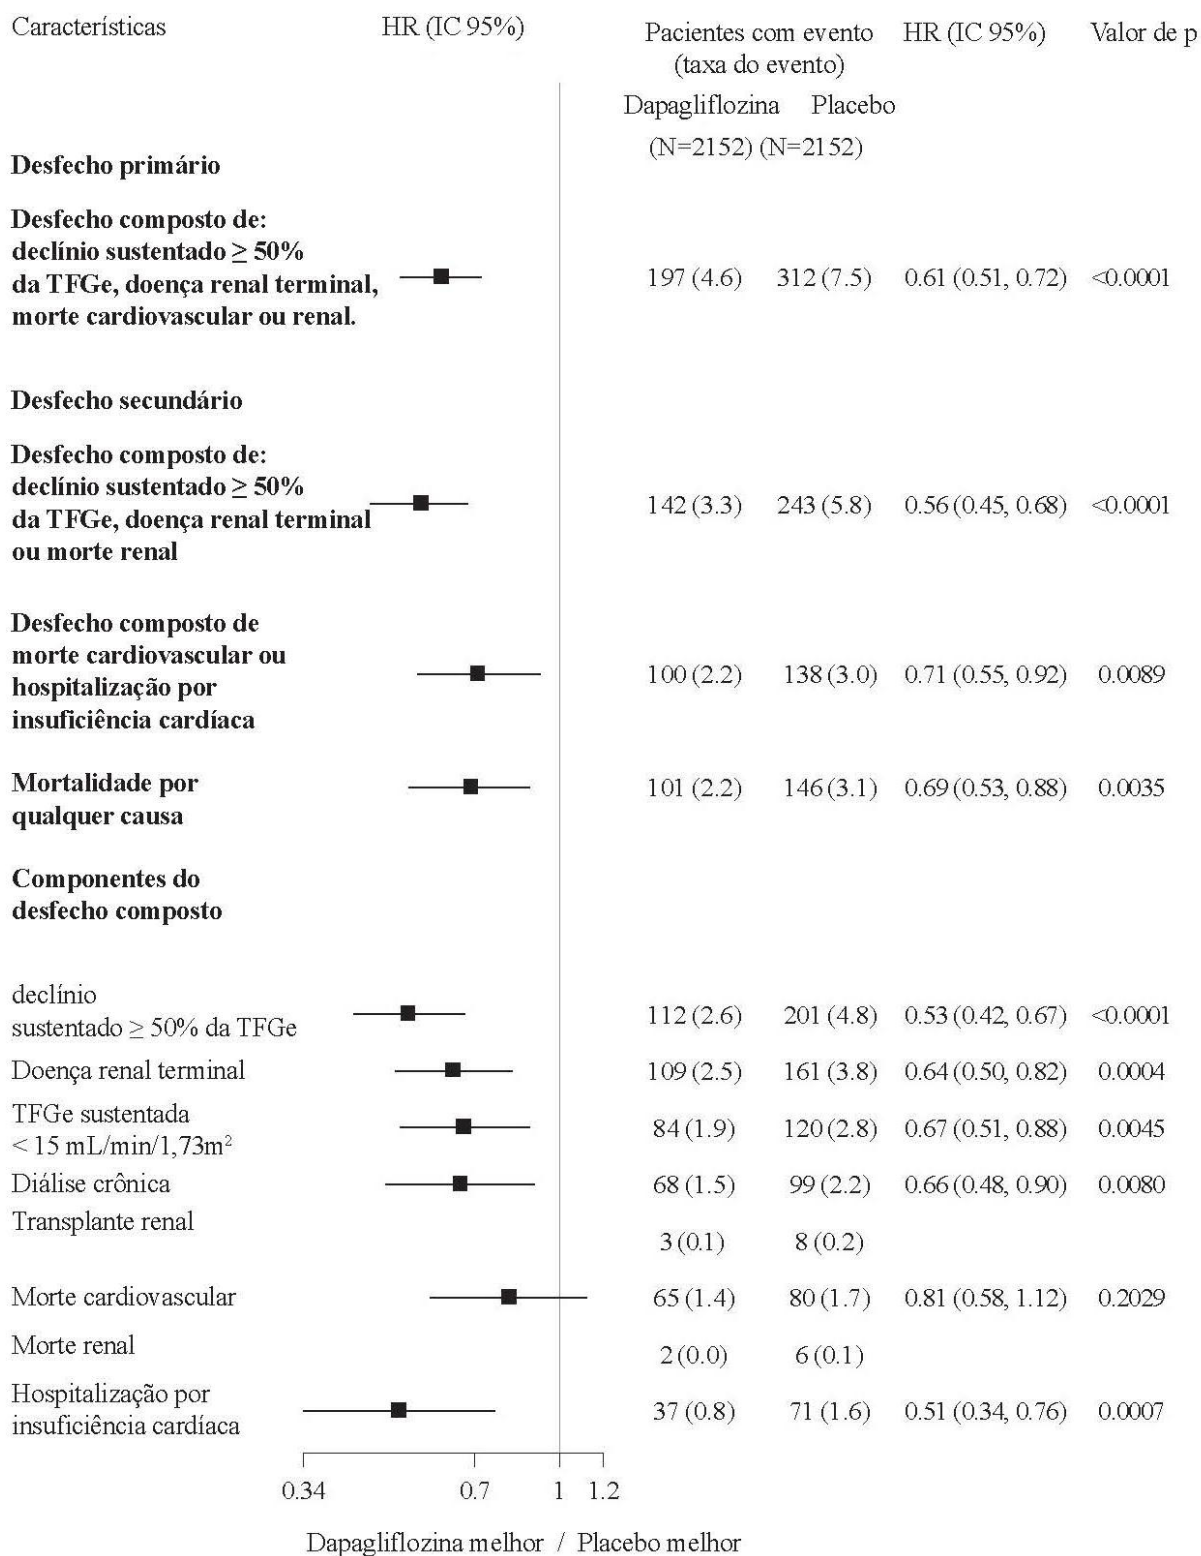 Características HR (IC 95%) Pacientes com evento HR (IC 95%) Valor de p
(taxa do evento)
Dapagliflozina Placebo
(N=2152) (N=2152)
Desfecho primário
Desfecho composto de:
declínio sustentado ≥ 50%
da TFGe, doença renal terminal, 197 (4.6) 312 (7.5) 0.61 (0.51, 0.72) <0.0001
morte cardiovascular ou renal.
Desfecho secundário
Desfecho composto de:
declínio sustentado ≥ 50%
da TFGe, doença renal terminal 142 (3.3) 243 (5.8) 0.56 (0.45, 0.68) <0.0001
ou morte renal
Desfecho composto de
morte cardiovascular ou
hospitalização por 100 (2.2) 138 (3.0) 0.71 (0.55, 0.92) 0.0089
insuficiência cardíaca
Mortalidade por 101 (2.2) 146 (3.1) 0.69 (0.53, 0.88) 0.0035
qualquer causa
Componentes do
desfecho composto
declínio
sustentado ≥ 50% da TFGe 112 (2.6) 201 (4.8) 0.53 (0.42, 0.67) <0.0001
Doença renal terminal 109 (2.5) 161 (3.8) 0.64 (0.50, 0.82) 0.0004
TFGe sustentada
< 15 mL/min/1,73m² 84 (1.9) 120 (2.8) 0.67 (0.51, 0.88) 0.0045
Diálise crônica 68 (1.5) 99 (2.2) 0.66 (0.48, 0.90) 0.0080
Transplante renal
3 (0.1) 8 (0.2)
Morte cardiovascular 65 (1.4) 80 (1.7) 0.81 (0.58, 1.12) 0.2029
Morte renal
2 (0.0) 6 (0.1)
Hospitalização por
insuficiência cardíaca 37 (0.8) 71 (1.6) 0.51 (0.34, 0.76) 0.0007
0.34 0.7 1 1.2
Dapagliflozina melhor / Placebo melhor